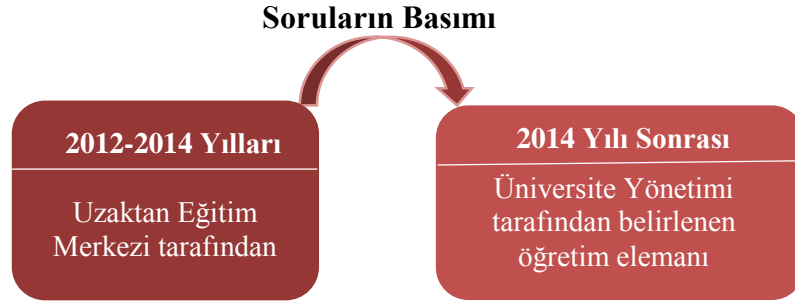 Soruların Basımı
2012-2014 Yılları
Uzaktan Eğitim
Merkezi tarafından
2014 Yılı Sonrası
Üniversite Yönetimi
tarafından belirlenen
öğretim elemanı